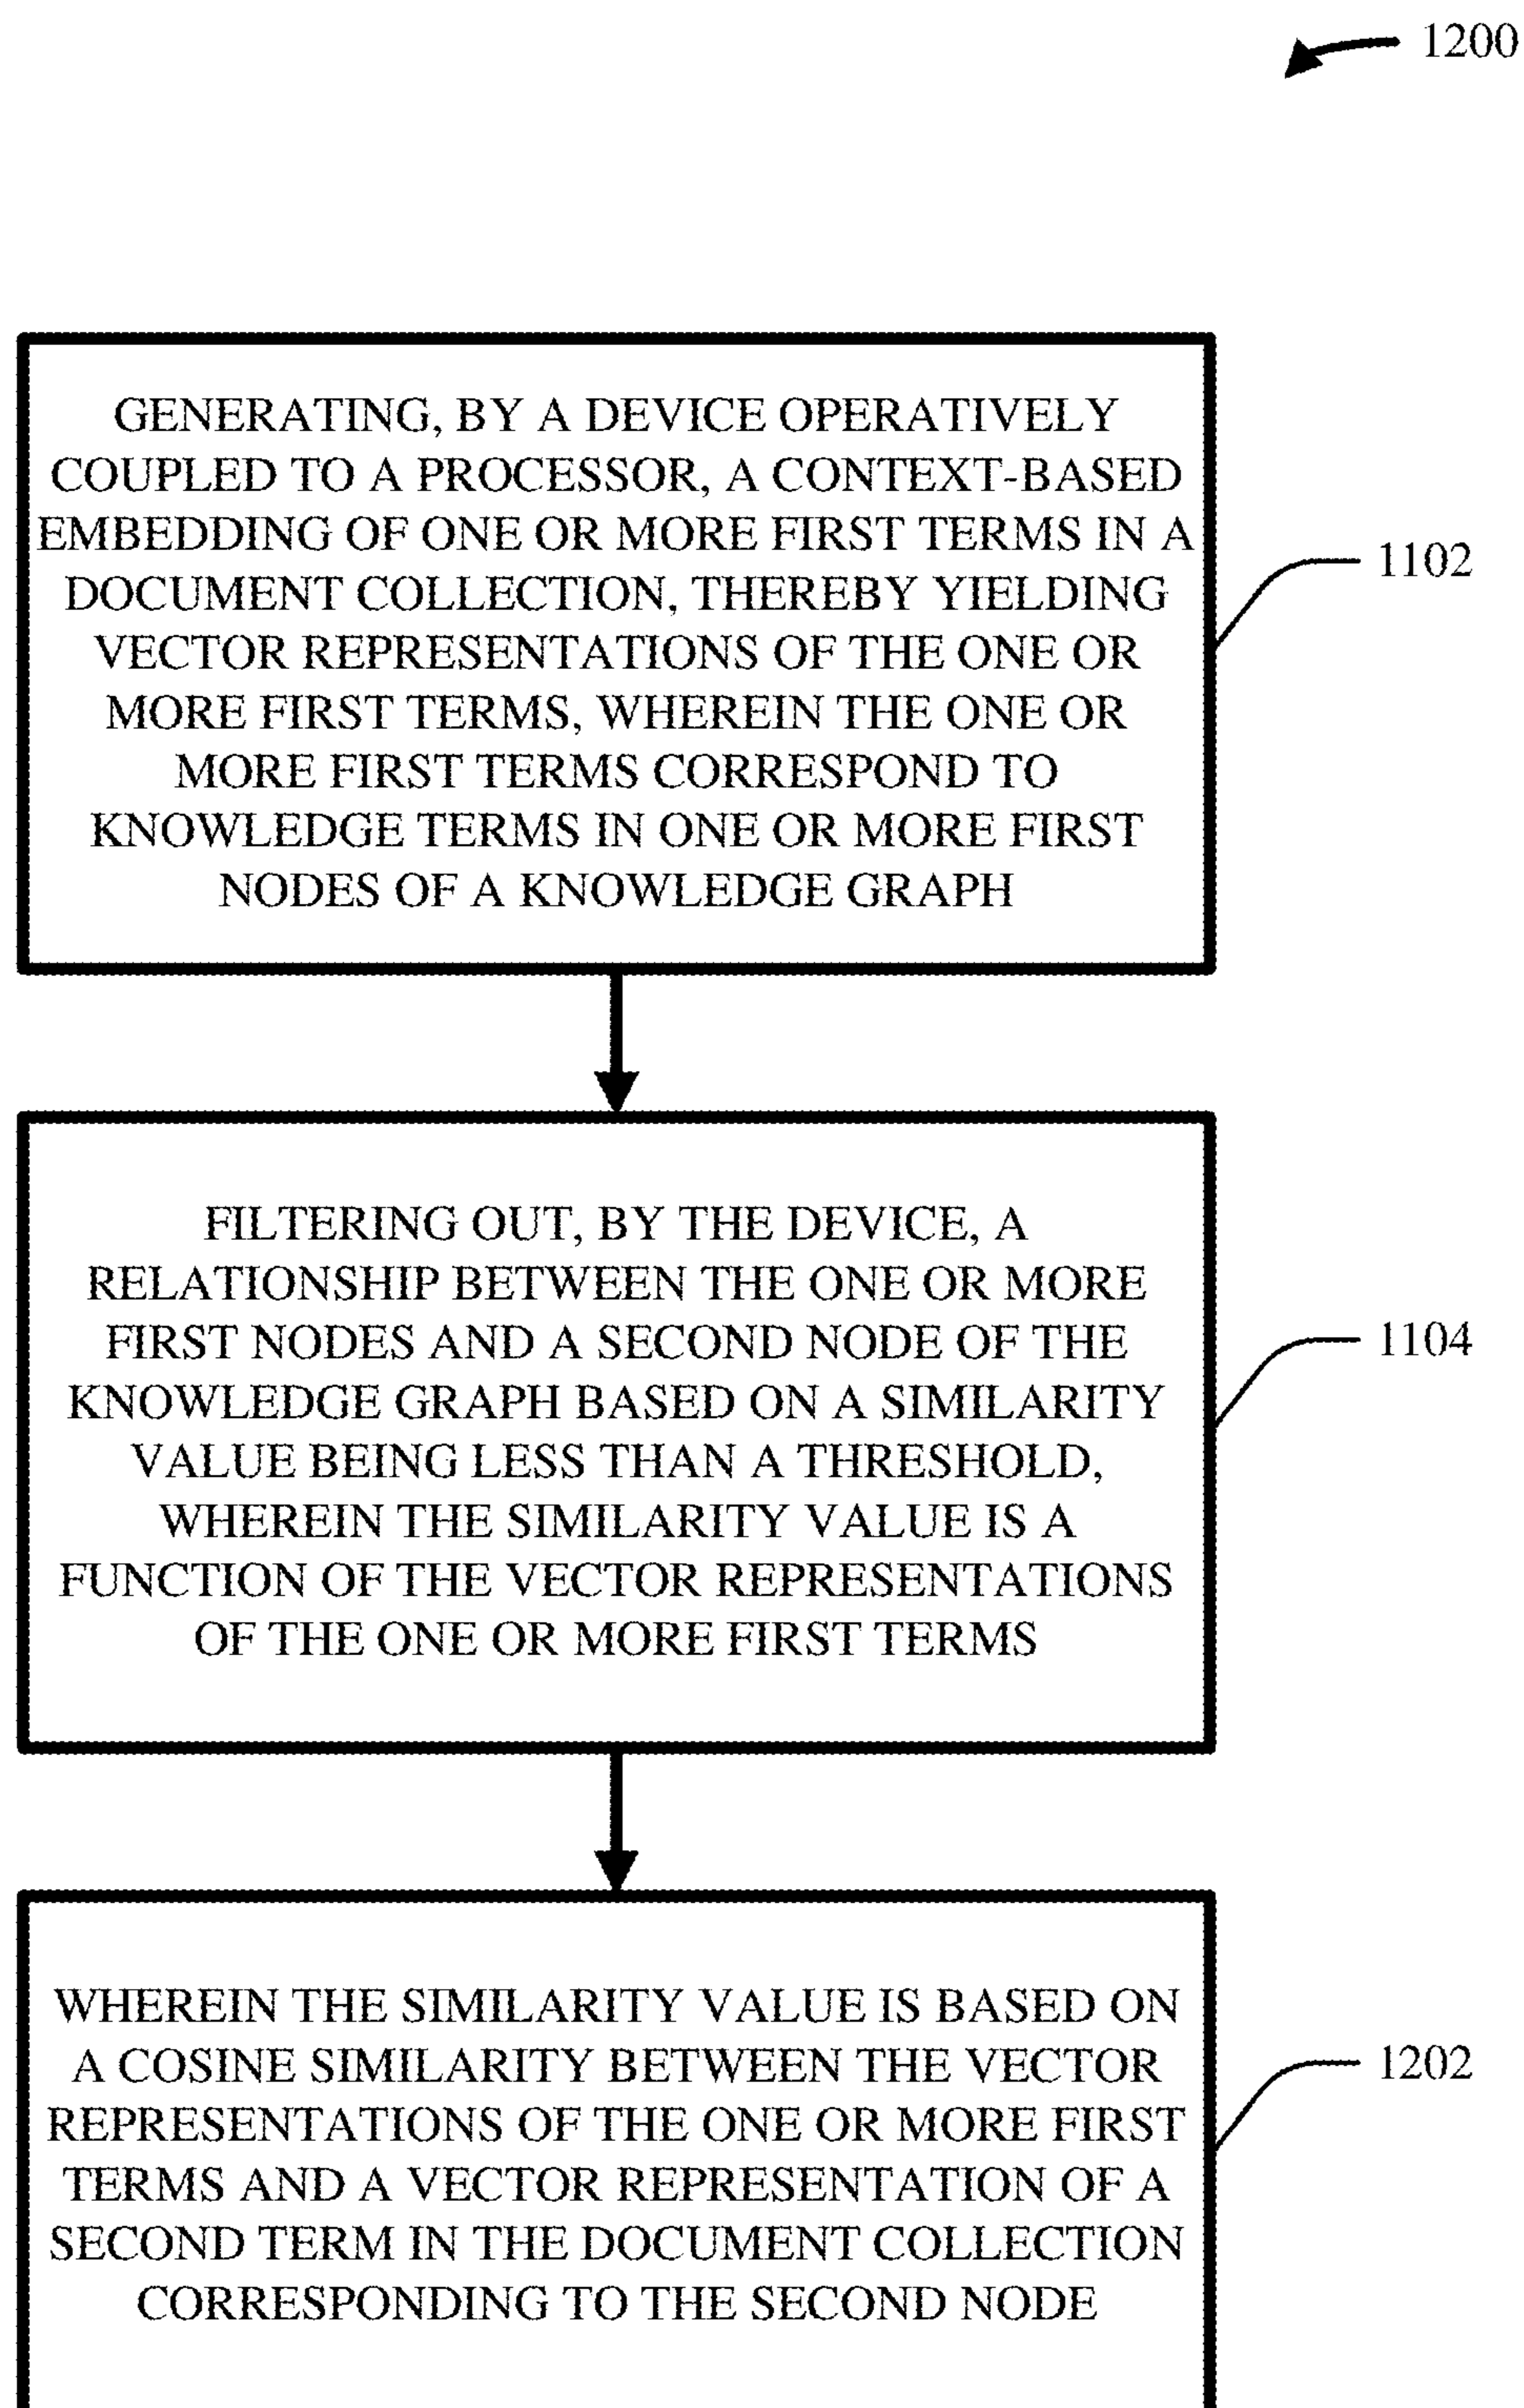 1200
GENERATING, BY A DEVICE OPERATIVELY
COUPLED TO A PROCESSOR, A CONTEXT-BASED
EMBEDDING OF ONE OR MORE FIRST TERMS IN A
DOCUMENT COLLECTION, THEREBY YIELDING
VECTOR REPRESENTATIONS OF THE ONE OR
MORE FIRST TERMS, WHEREIN THE ONE OR
MORE FIRST TERMS CORRESPOND TO
KNOWLEDGE TERMS IN ONE OR MORE FIRST
NODES OF A KNOWLEDGE GRAPH
1102
FILTERING OUT, BY THE DEVICE, A
RELATIONSHIP BETWEEN THE ONE OR MORE
FIRST NODES AND A SECOND NODE OF THE
KNOWLEDGE GRAPH BASED ON A SIMILARITY
VALUE BEING LESS THAN A THRESHOLD,
WHEREIN THE SIMILARITY VALUE IS A
FUNCTION OF THE VECTOR REPRESENTATIONS
OF THE ONE OR MORE FIRST TERMS
1104
WHEREIN THE SIMILARITY VALUE IS BASED ON
A COSINE SIMILARITY BETWEEN THE VECTOR
REPRESENTATIONS OF THE ONE OR MORE FIRST
TERMS AND A VECTOR REPRESENTATION OF A
SECOND TERM IN THE DOCUMENT COLLECTION
CORRESPONDING TO THE SECOND NODE
1202